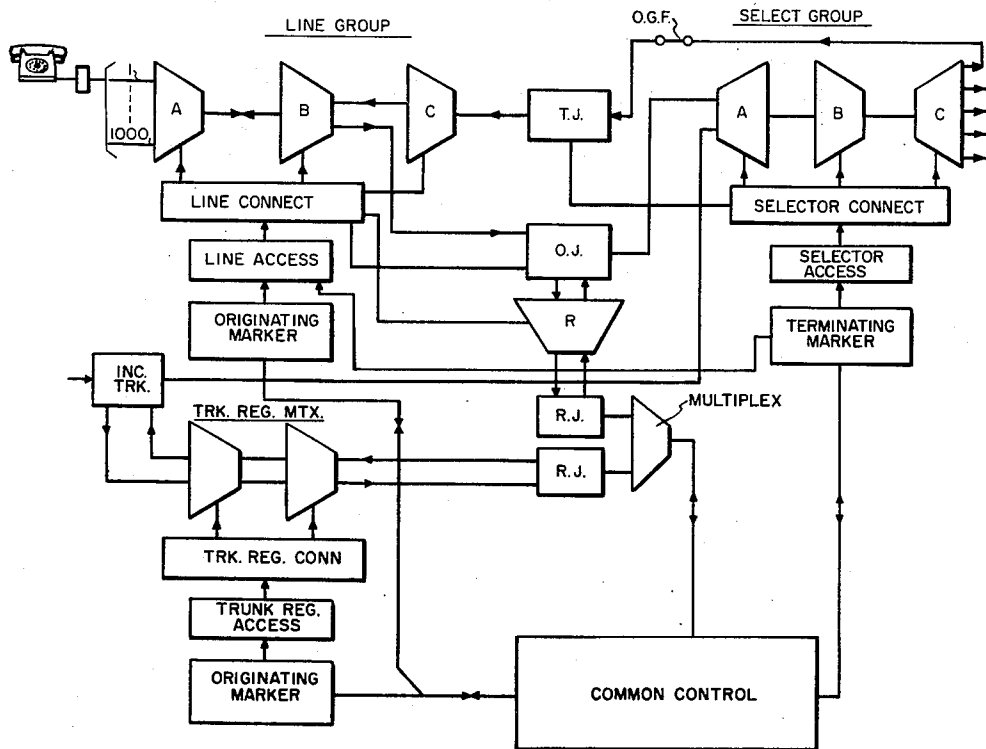 LINE GROUP
SELECT GROUP
O.G.F.
1
1000
A
B
C
T.J.
A
B
C
LINE CONNECT
SELECTOR CONNECT
LINE ACCESS
O.J.
SELECTOR
ACCESS
ORIGINATING
MARKER
R
TERMINATING
MARKER
INC.
TRK.
TRK. REG. MTX.
R.J.
MULTIPLEX
R.J.
TRK. REG. CONN
TRUNK REG.
ACCESS
ORIGINATING
MARKER
COMMON CONTROL